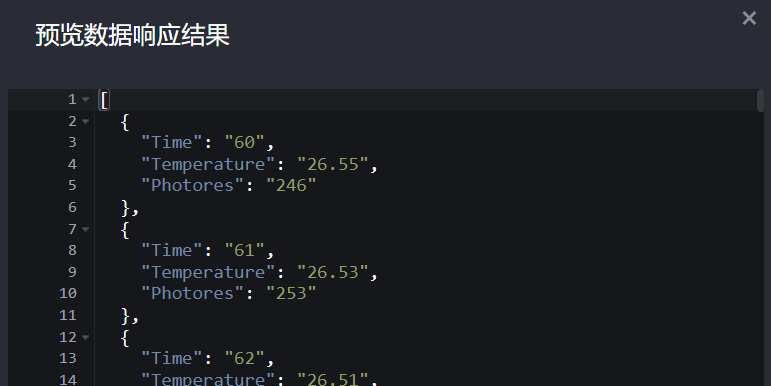 预览数据响应结果
×
1 [
2 {
3 "Time": "60",
4 "Temperature": "26.55",
5 "Photores": "246"
6 },
7 {
8 "Time": "61",
9 "Temperature": "26.53",
10 "Photores": "253"
11 },
12 {
13 "Time": "62",
14 "Temperature": "26.51",